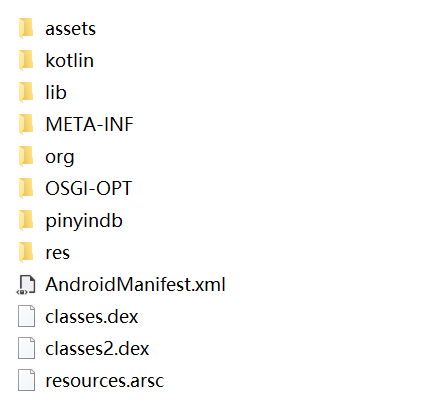 assets
kotlin
lib
META-INF
org
OSGI-OPT
pinyindb
res
AndroidManifest.xml
classes.dex
classes2.dex
resources.arsc